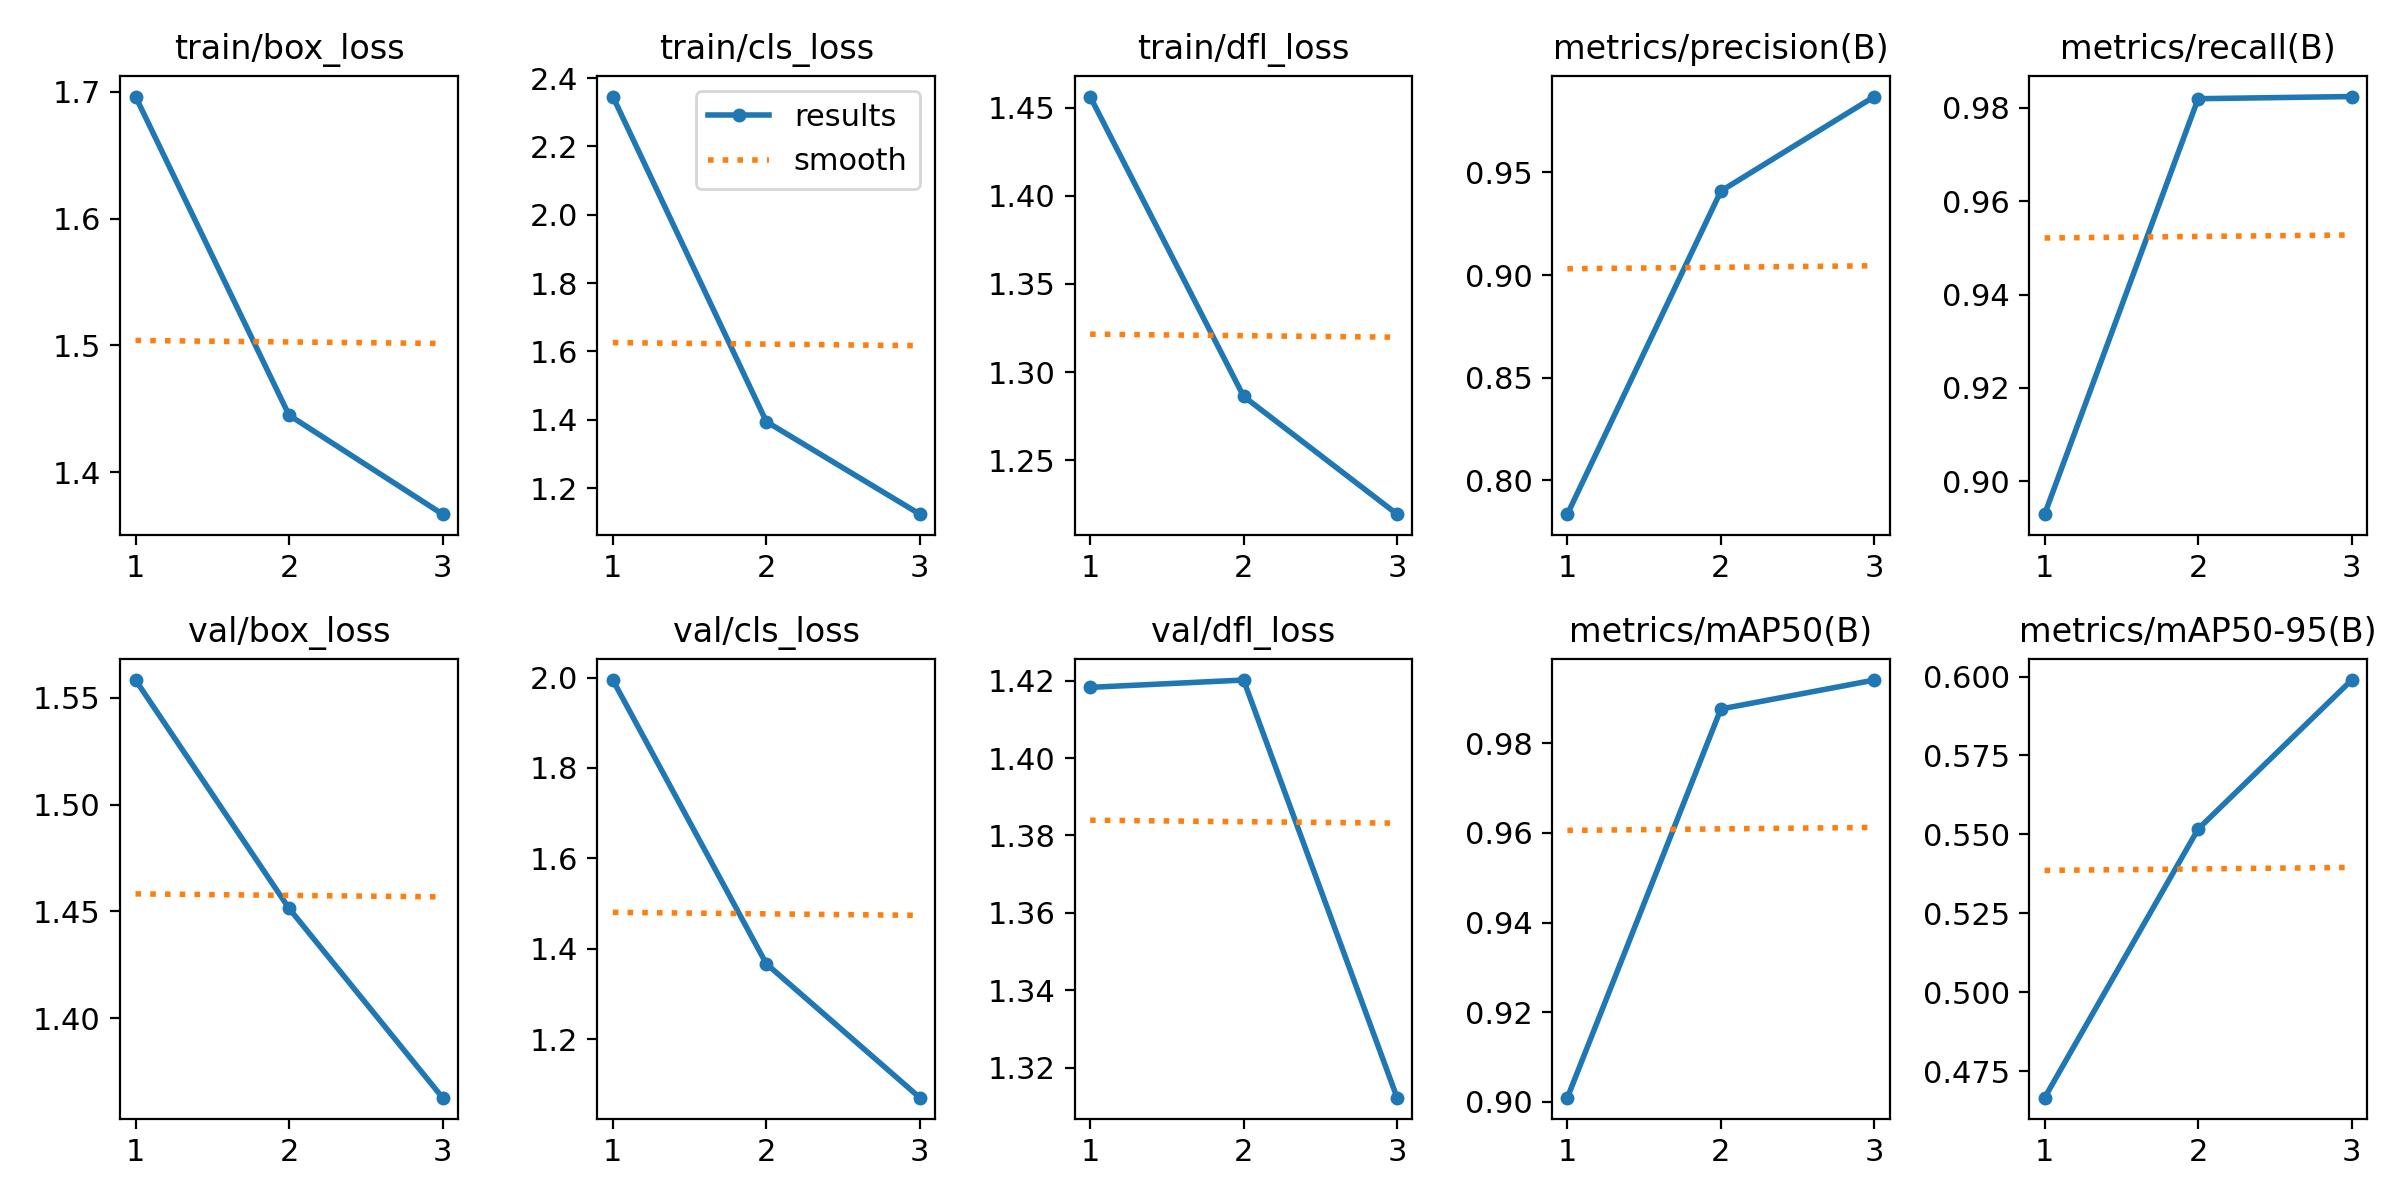 train/box_loss
1.7
1.6
1.5
1.4
1 2 3
train/cls_loss
2.4
2.2
2.0
1.8
1.6
1.4
1.2
results
smooth
1 2 3
train/dfl_loss
1.45
1.40
1.35
1.30
1.25
1 2 3
metrics/precision(B)
0.95
0.90
0.85
0.80
1 2 3
metrics/recall(B)
0.98
0.96
0.94
0.92
0.90
1 2 3
val/box_loss
1.55
1.50
1.45
1.40
1 2 3
val/cls_loss
2.0
1.8
1.6
1.4
1.2
1 2 3
val/dfl_loss
1.42
1.40
1.38
1.36
1.34
1.32
1 2 3
metrics/mAP50(B)
0.98
0.96
0.94
0.92
0.90
1 2 3
metrics/mAP50-95(B)
0.600
0.575
0.550
0.525
0.500
0.475
1 2 3